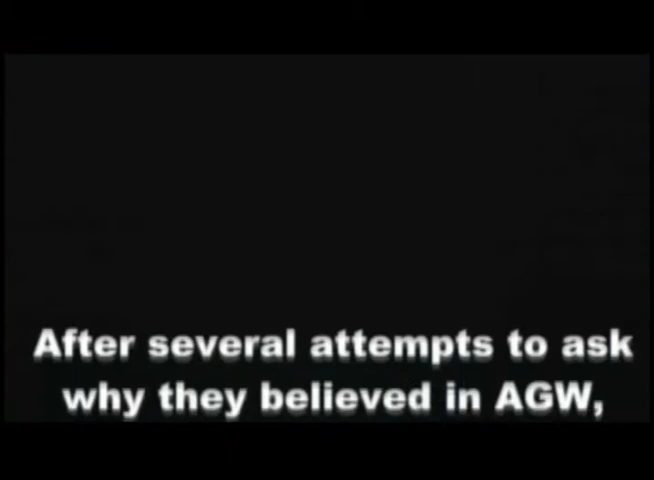 After several attempts to ask
why they believed in AGW,